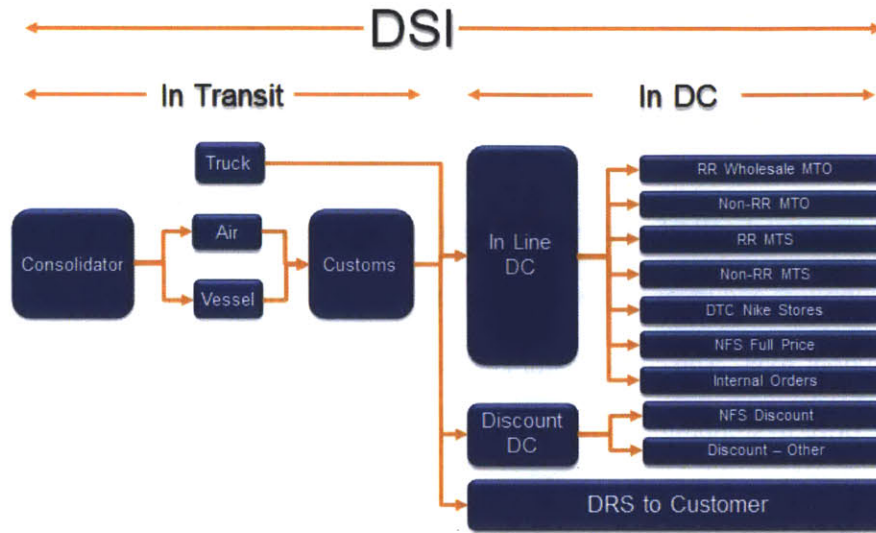 DSI
In Transit
In DC
Truck
Consolidator
Air
Vessel
Customs
In Line
DC
RR Wholesale MTO
Non-RR MTO
RR MTS
Non-RR MTS
DTC Nike Stores
NFS Full Price
Internal Orders
Discount
DC
NFS Discount
Discount – Other
DRS to Customer